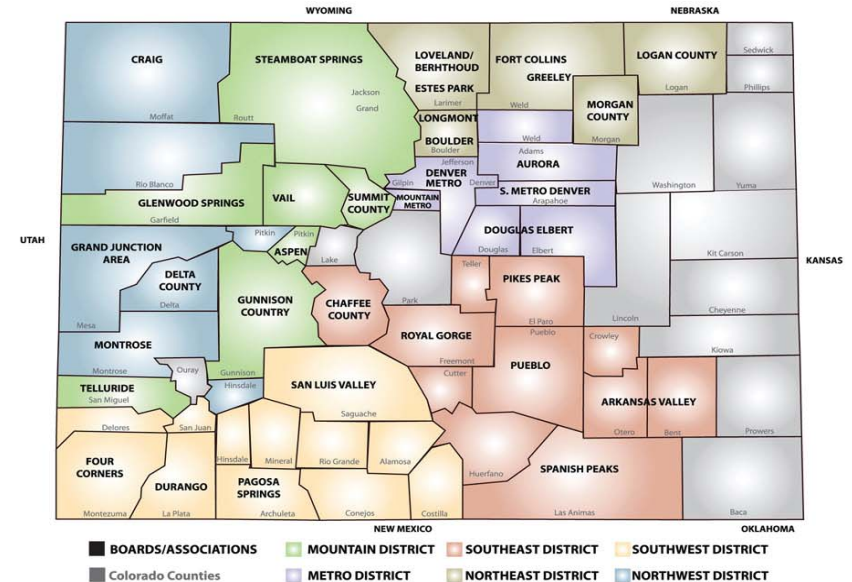 WYOMING
NEBRASKA
CRAIG
STEAMBOAT SPRINGS
LOVELAND/
BERHTHOUD
ESTES PARK
Larimer
FORT COLLINS
GREELEY
Weld
LOGAN COUNTY
Logan
Sedwick
Phillips
Jackson
Grand
Moffat
Routt
LONGMONT
BOULDER
Boulder
MORGAN
COUNTY
Morgan
Weld
Adams
AURORA
Jefferson
DENVER
METRO
Gilpin
Denver
MOUNTAIN
METRO
S. METRO DENVER
Arapahoe
Washington
Yuma
Rio Blanco
GLENWOOD SPRINGS
Garfield
VAIL
SUMMIT
COUNTY
UTAH
GRAND JUNCTION
AREA
Mesa
Pitkin
Pitkin
ASPEN
Lake
DOUGLAS ELBERT
Douglas
Elbert
Kit Carson
KANSAS
DELTA
COUNTY
Delta
GUNNISON
COUNTRY
Gunnison
CHAFFEE
COUNTY
Park
Teller
PIKES PEAK
El Paro
Lincoln
Cheyenne
MONTROSE
Montrose
Ouray
Hinsdale
ROYAL GORGE
Freemont
Pueblo
PUEBLO
Crowley
Kiowa
TELLURIDE
San Miguel
SAN LUIS VALLEY
Saguache
Cutter
ARKANSAS VALLEY
Otero
Bent
Prowers
Dolores
San Juan
FOUR
CORNERS
Montezuma
DURANGO
La Plata
Hinsdale
Mineral
Rio Grande
Alamosa
PAGOSA
SPRINGS
Archuleta
Conejos
Costilla
Huerfano
SPANISH PEAKS
Las Animas
Baca
NEW MEXICO
OKLAHOMA
BOARDS/ASSOCIATIONS
MOUNTAIN DISTRICT
SOUTHEAST DISTRICT
SOUTHWEST DISTRICT
Colorado Counties
METRO DISTRICT
NORTHEAST DISTRICT
NORTHWEST DISTRICT